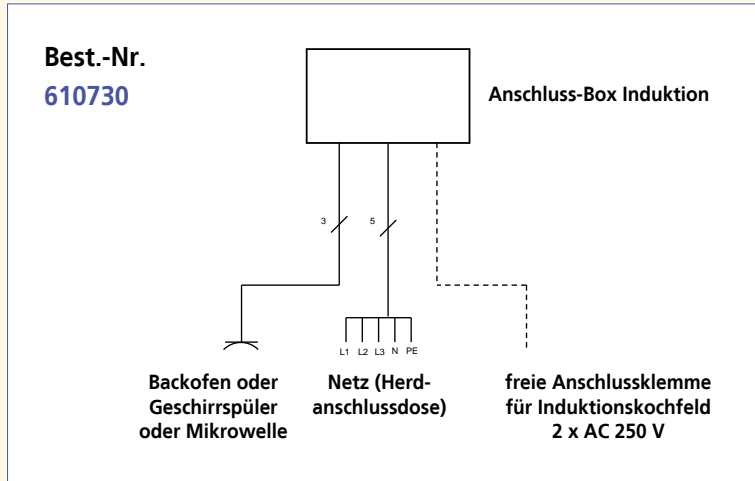 Best.-Nr.
610730
Anschluss-Box Induktion
3
5
L1 L2 L3 N PE
Backofen oder
Geschirrspüler
oder Mikrowelle
Netz (Herd-
anschlussdose)
freie Anschlussklemme
für Induktionskochfeld
2 x AC 250 V